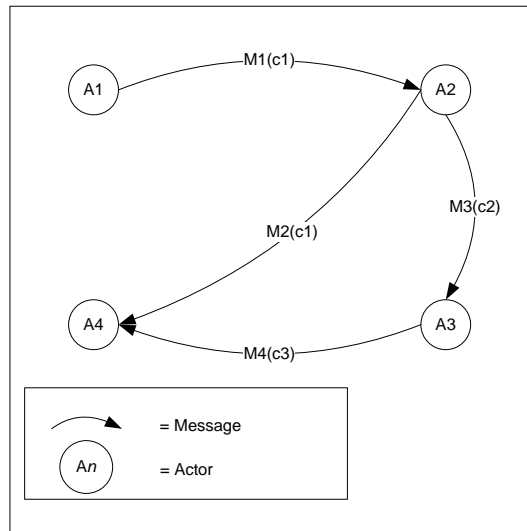 M1(c1)
A1
A2
M3(c2)
M2(c1)
A4
A3
M4(c3)
= Message
An
= Actor